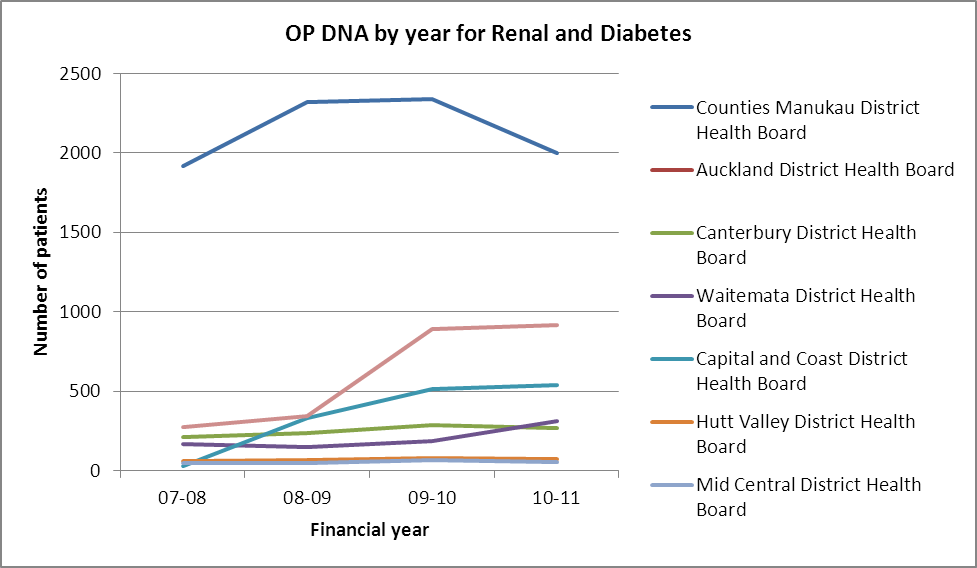 OP DNA by year for Renal and Diabetes
Number of patients
2500
2000
1500
1000
500
0
07-08
08-09
09-10
10-11
Financial year
Counties Manukau District
Health Board
Auckland District Health Board
Canterbury District Health
Board
Waitemata District Health
Board
Capital and Coast District
Health Board
Hutt Valley District Health
Board
Mid Central District Health
Board